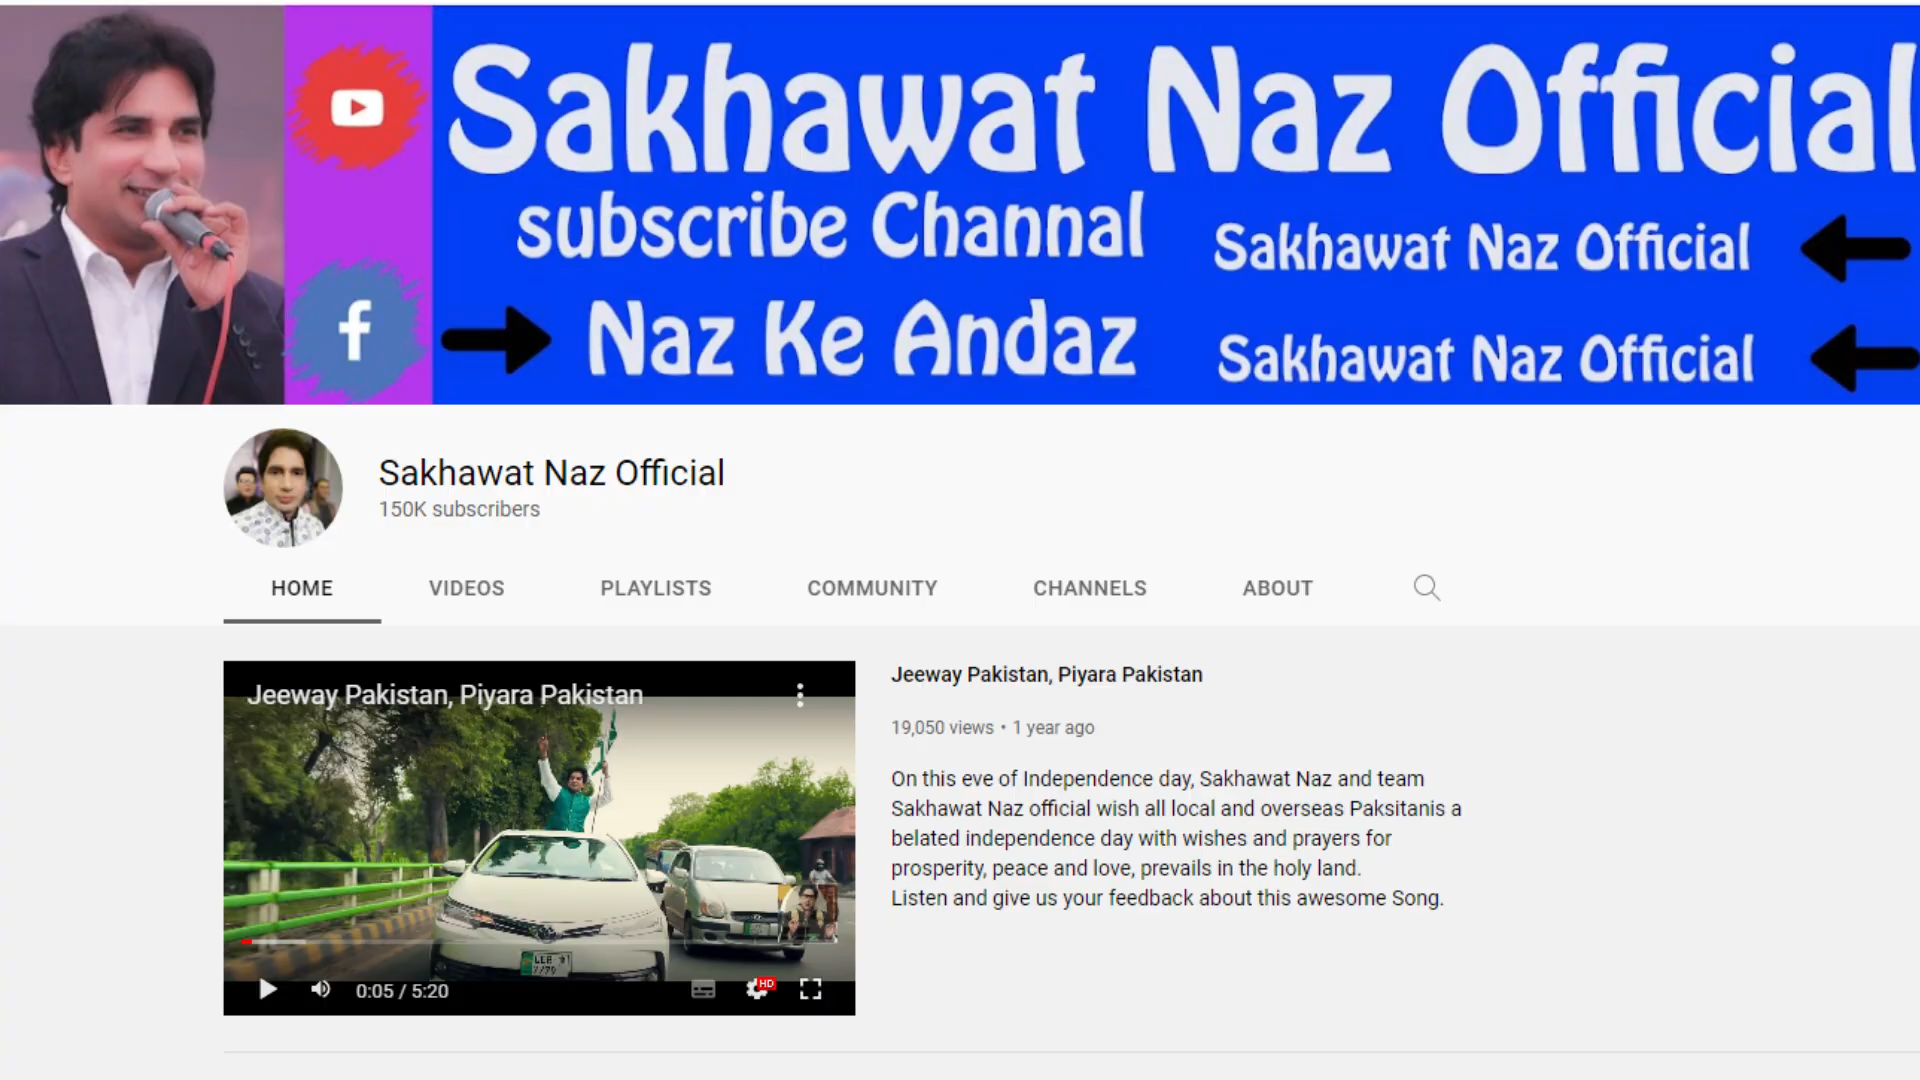 Sakhawat Naz Official
subscribe Channal
Sakhawat Naz Official
Naz Ke Andaz
Sakhawat Naz Official
Sakhawat Naz Official
150K subscribers
HOME
VIDEOS
PLAYLISTS
COMMUNITY
CHANNELS
ABOUT
Jeeway Pakistan, Piyara Pakistan
0:05 / 5:20
HD
Jeeway Pakistan, Piyara Pakistan
19,050 views • 1 year ago
On this eve of Independence day, Sakhawat Naz and team
Sakhawat Naz official wish all local and overseas Paksitanis a
belated independence day with wishes and prayers for
prosperity, peace and love, prevails in the holy land.
Listen and give us your feedback about this awesome Song.